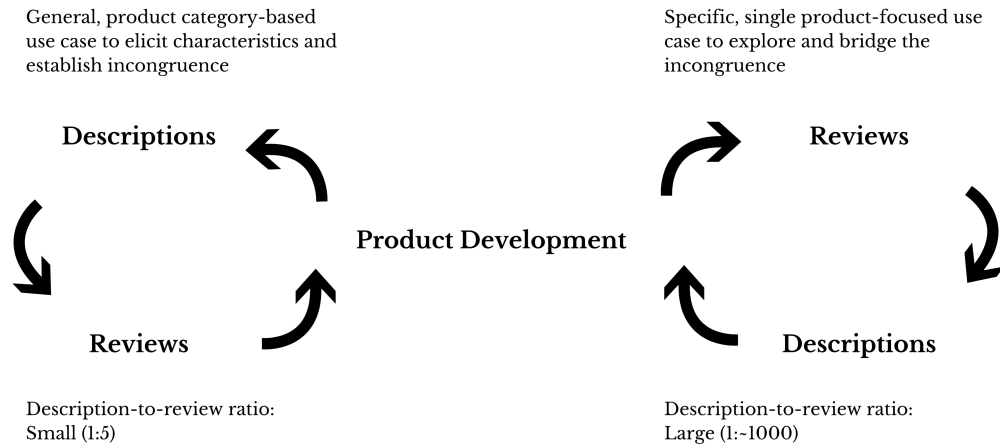 General, product category-based
use case to elicit characteristics and
establish incongruence
Specific, single product-focused use
case to explore and bridge the
incongruence
Descriptions
Reviews
Product Development
Reviews
Descriptions
Description-to-review ratio:
Small (1:5)
Description-to-review ratio:
Large (1:~1000)